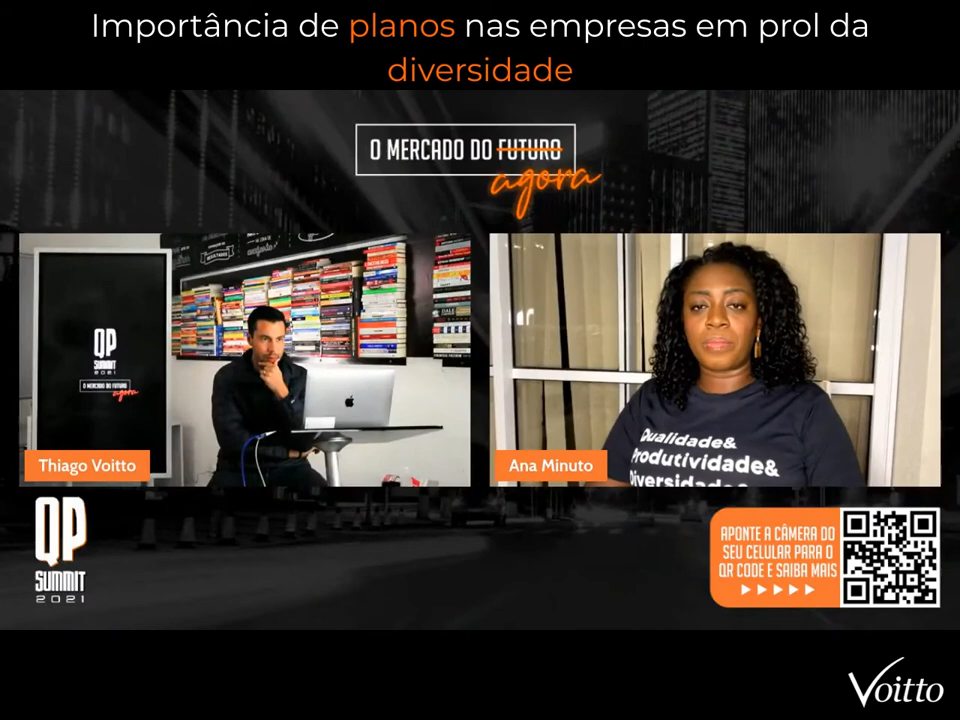 Importância de planos nas empresas em prol da
diversidade
O MERCADO DO FUTURO
agora
QP
SUMMIT
2021
O MERCADO DO FUTURO
agora
RESULTADOS
Thiago Voitto
Qualidade&
Produtividade&
Diversidade&
Ana Minuto
QP
SUMMIT
2021
APONTE A CÂMERA DO
SEU CELULAR PARA O
QR CODE E SAIBA MAIS
Voitto